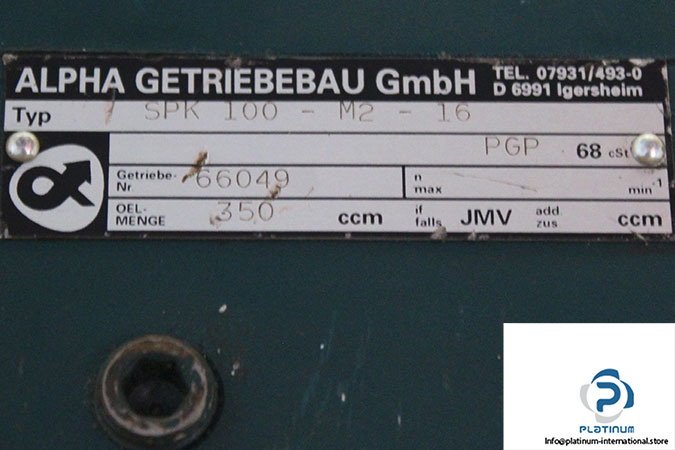 ALPHA GETRIEBEBAU GmbH TEL. 07931/493-0
D 6991 Igersheim
Typ SPK 100 - M2 - 16
PGP 68 cSt
Getriebe-Nr 66049 n max min-1
OEL-MENGE 350 ccm if falls JMV add. zus ccm
PLATINUM
Info@platinum-international.store